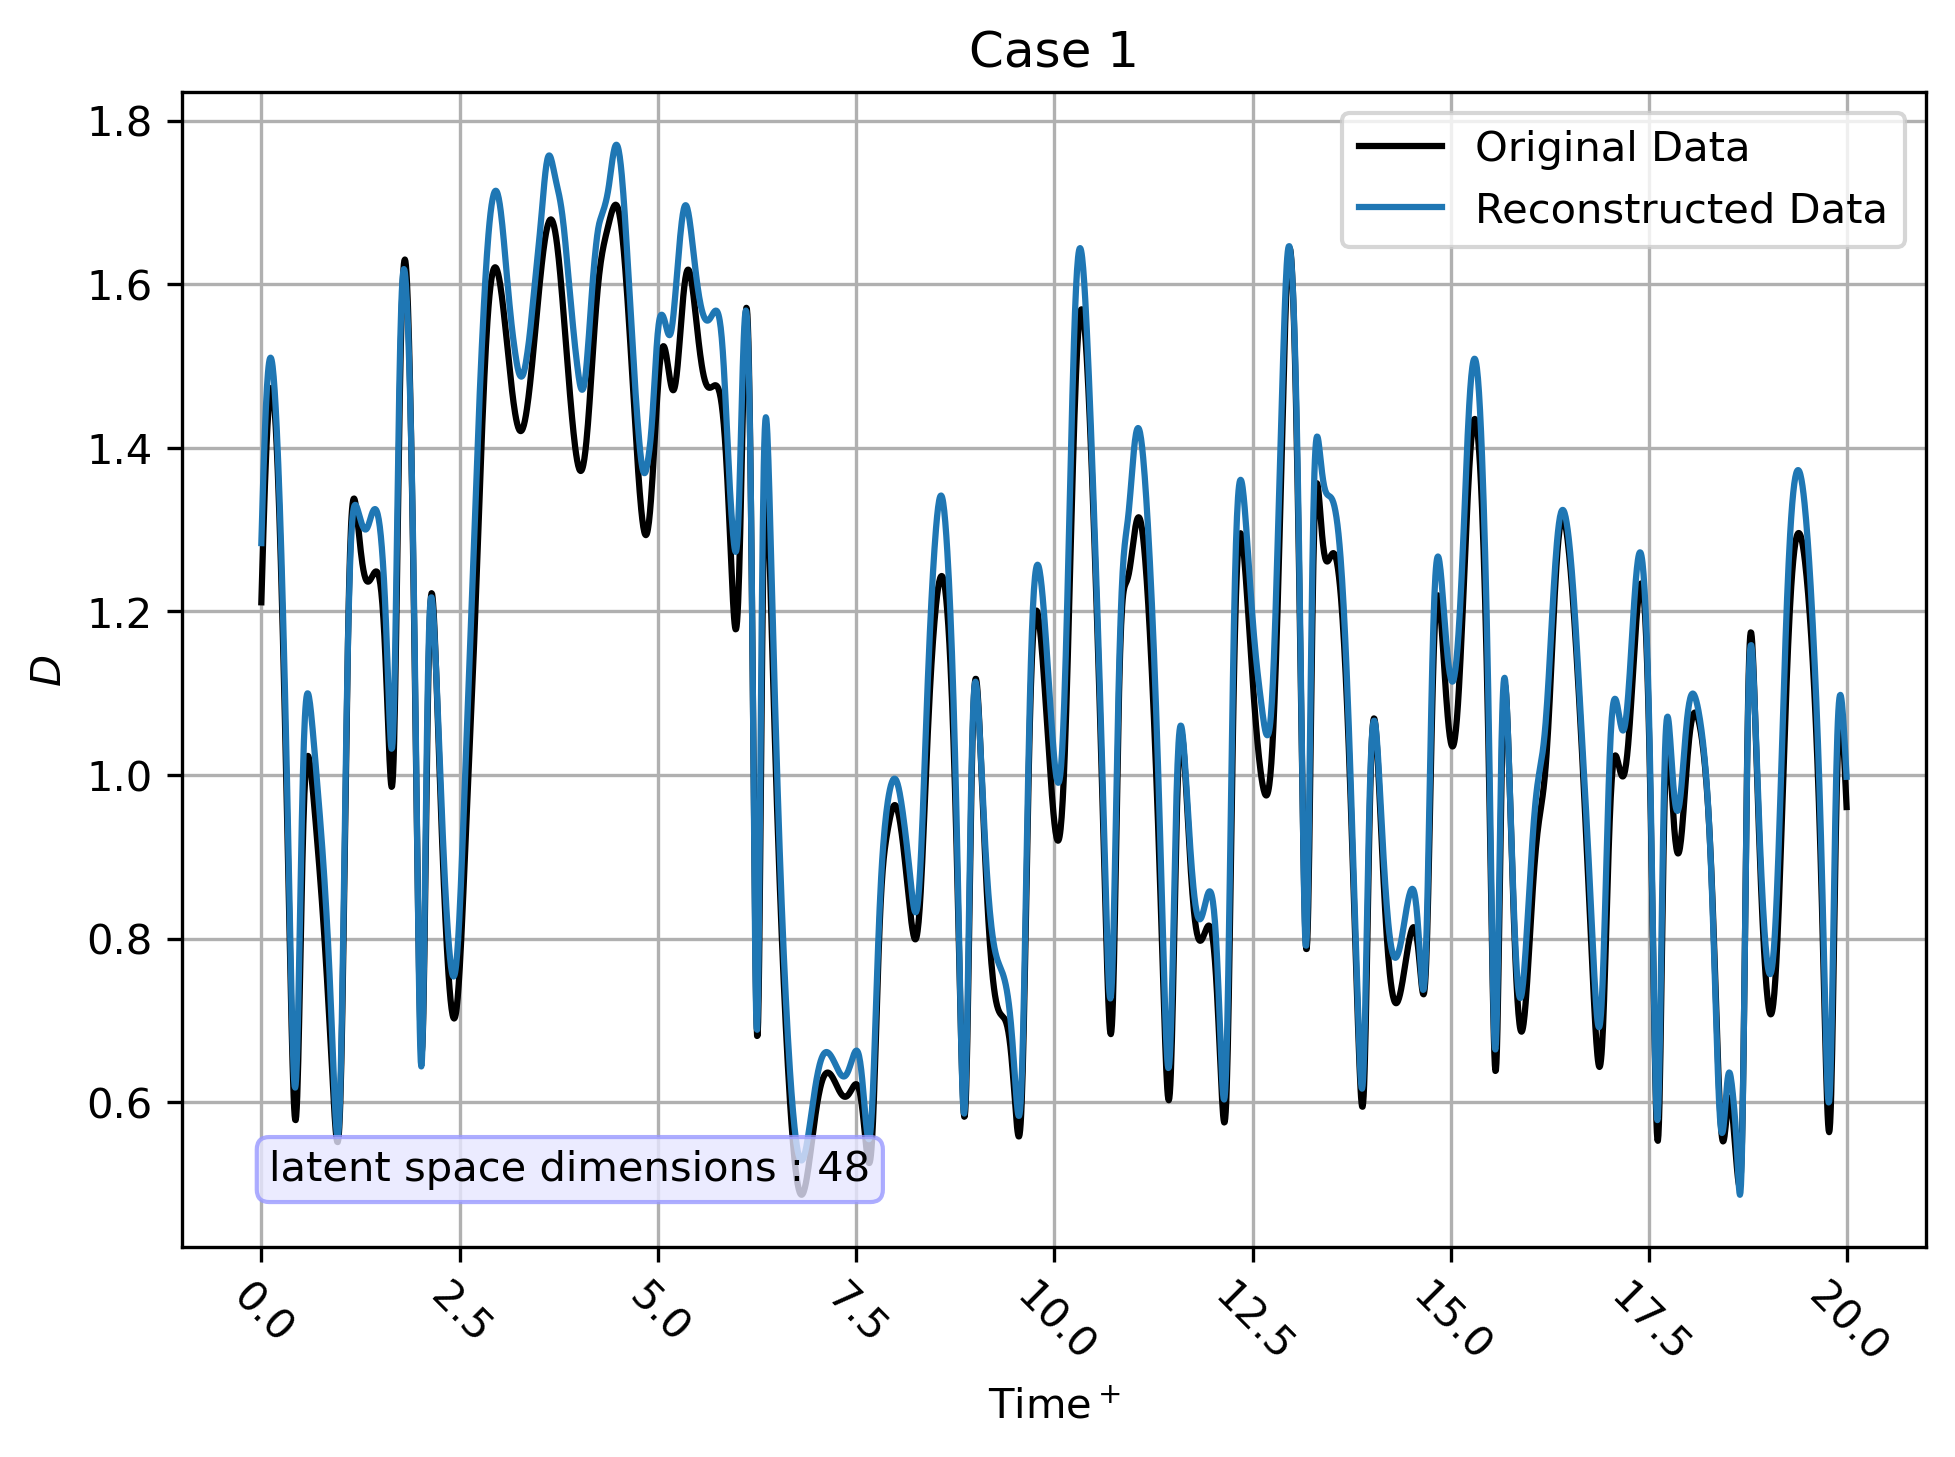 Case 1
Original Data
Reconstructed Data
D
1.8
1.6
1.4
1.2
1.0
0.8
0.6
latent space dimensions : 48
0.0 2.5 5.0 7.5 10.0 12.5 15.0 17.5 20.0
Time⁺